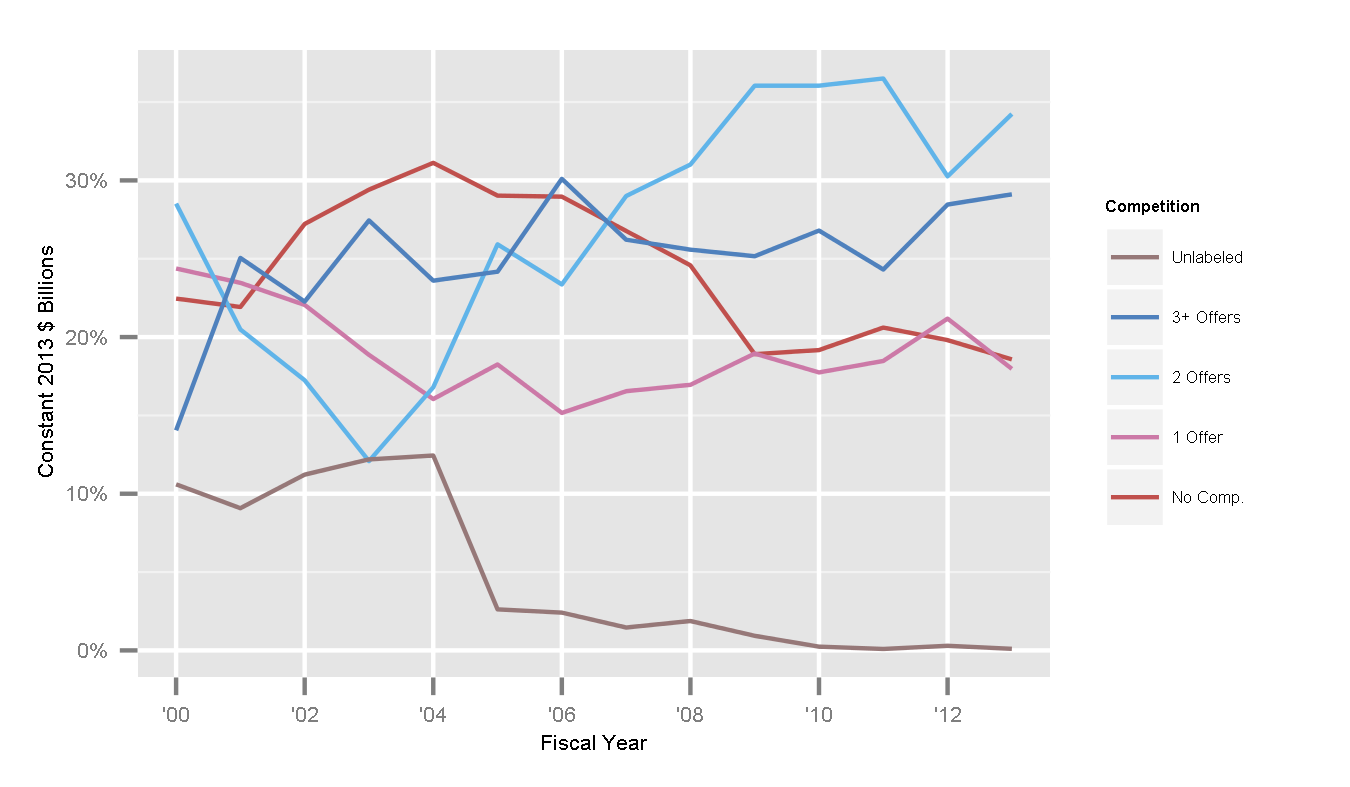 Constant 2013 $ Billions
30%
20%
10%
0%
'00 '02 '04 '06 '08 '10 '12
Fiscal Year
Competition
Unlabeled
3+ Offers
2 Offers
1 Offer
No Comp.